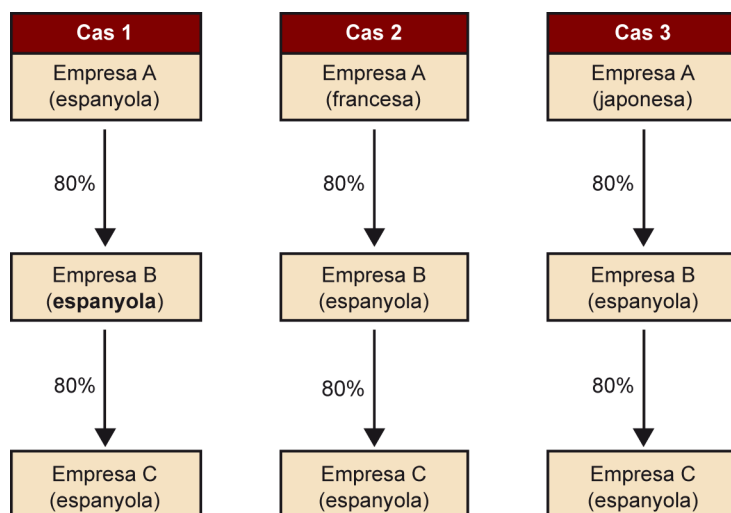 Cas 1
Empresa A
(espanyola)
80%
Empresa B
(espanyola)
80%
Empresa C
(espanyola)
Cas 2
Empresa A
(francesa)
80%
Empresa B
(espanyola)
80%
Empresa C
(espanyola)
Cas 3
Empresa A
(japonesa)
80%
Empresa B
(espanyola)
80%
Empresa C
(espanyola)